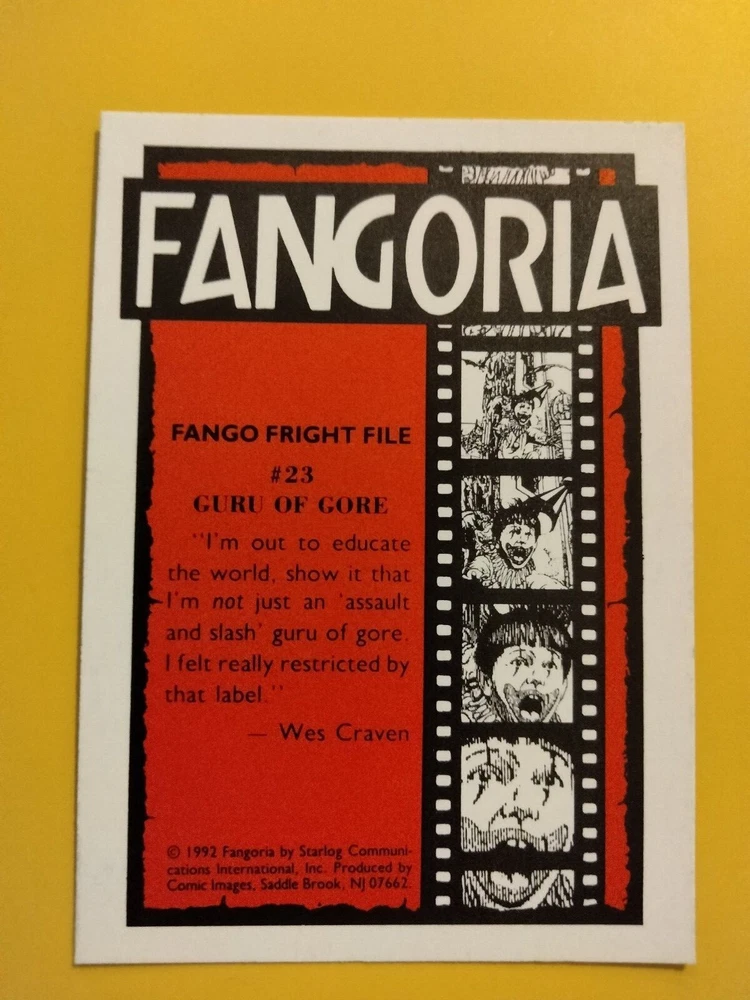 FANGORIA
FANGO FRIGHT FILE
#23
GURU OF GORE
"I'm out to educate
the world, show it that
I'm not just an 'assault
and slash' guru of gore.
I felt really restricted by
that label."
— Wes Craven
© 1992 Fangoria by Starlog Communi-
cations International, Inc. Produced by
Comic Images, Saddle Brook, NJ 07662.